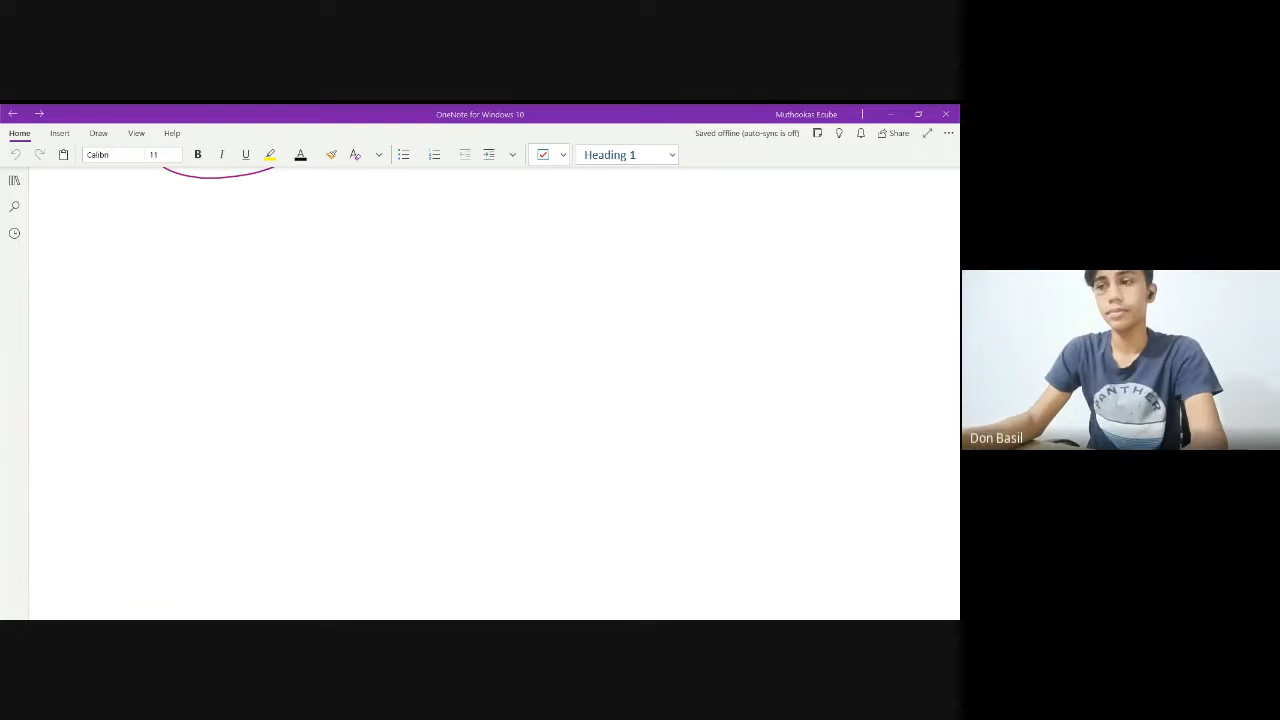 OneNote for Windows 10
Muthookas Ecube
Home Insert Draw View Help
Saved offline (auto-sync is off)
Share
Calibri 11 B I U A
Heading 1
PANTHER
Don Basil